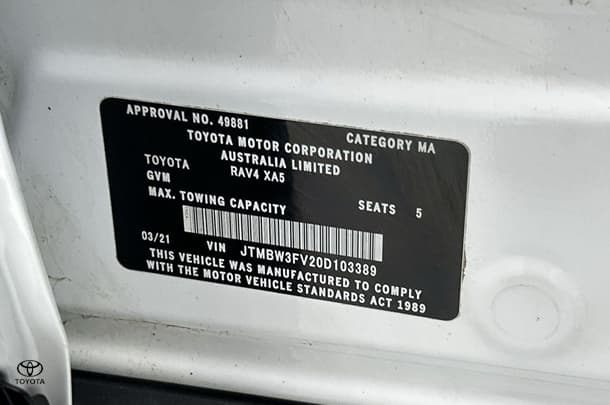 APPROVAL NO. 49881 CATEGORY MA
TOYOTA MOTOR CORPORATION
AUSTRALIA LIMITED
TOYOTA RAV4 XA5
GVM
MAX. TOWING CAPACITY SEATS 5
03/21 VIN JTMBW3FV20D103389
THIS VEHICLE WAS MANUFACTURED TO COMPLY
WITH THE MOTOR VEHICLE STANDARDS ACT 1989
TOYOTA